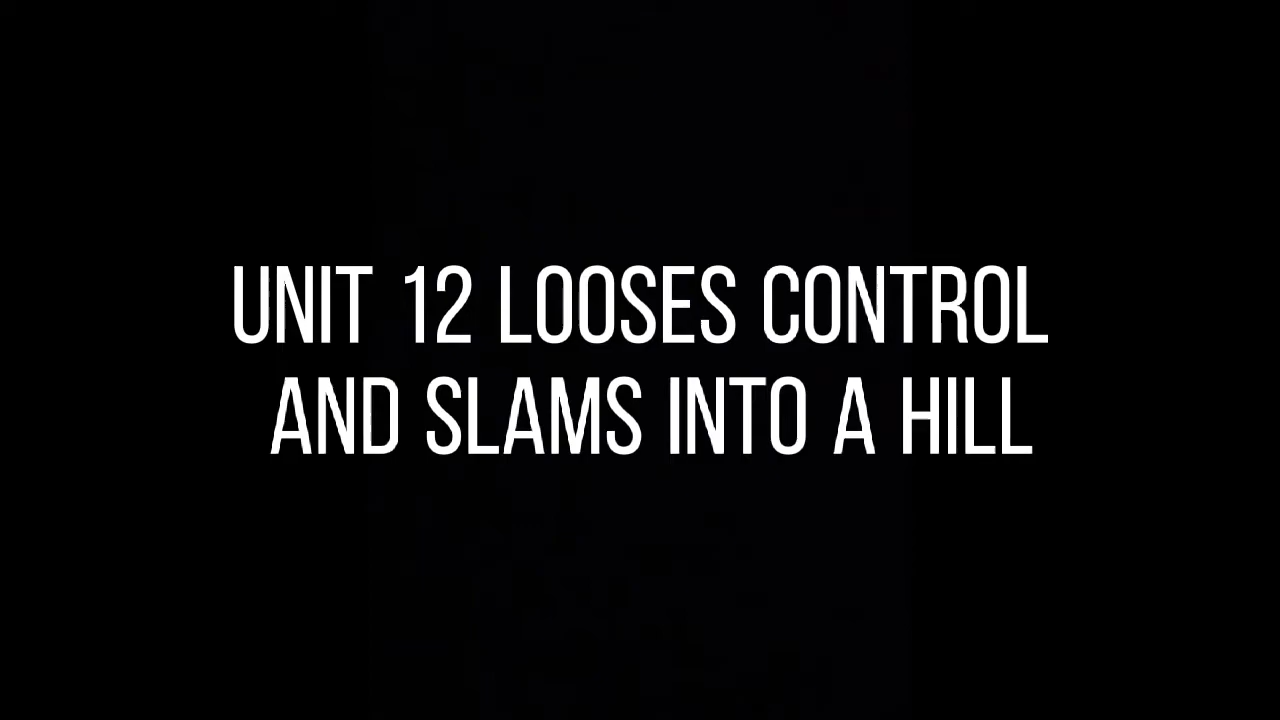 UNIT 12 LOOSES CONTROL
AND SLAMS INTO A HILL